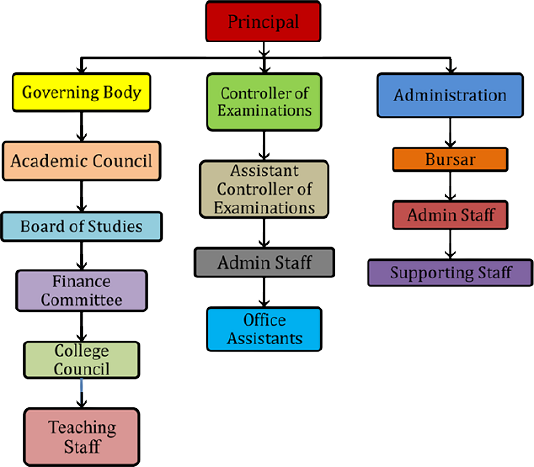 Principal
Governing Body
Academic Council
Board of Studies
Finance
Committee
College
Council
Teaching
Staff
Controller of
Examinations
Assistant
Controller of
Examinations
Admin Staff
Office
Assistants
Administration
Bursar
Admin Staff
Supporting Staff